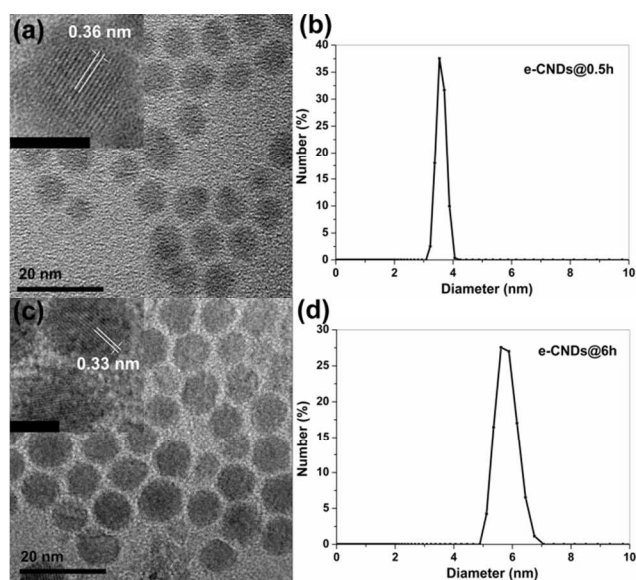 (a)
0.36 nm
20 nm
(b)
Number (%)
40
35
30
25
20
15
10
5
0
e-CNDs@0.5h
0 2 4 6 8 10
Diameter (nm)
(c)
0.33 nm
20 nm
(d)
Number (%)
30
25
20
15
10
5
0
e-CNDs@6h
0 2 4 6 8 10
Diameter (nm)